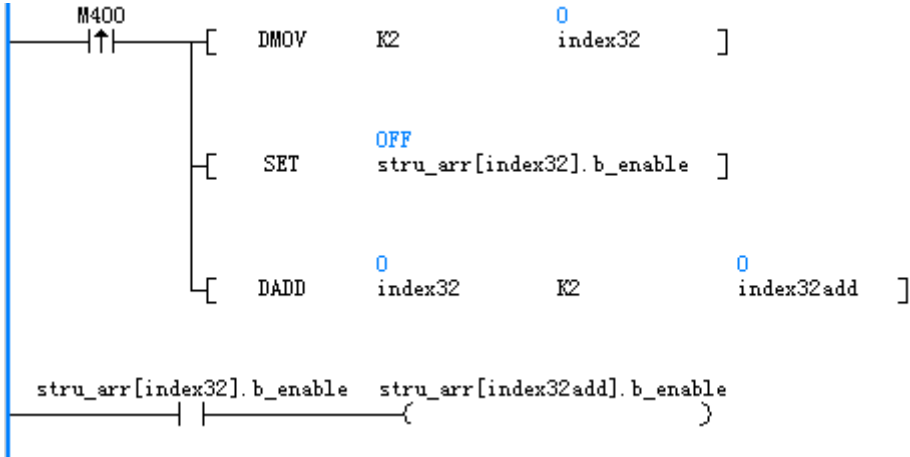 M400
0
DMOV K2 index32
OFF
SET stru_arr[index32].b_enable
0 0
DADD index32 K2 index32add
stru_arr[index32].b_enable stru_arr[index32add].b_enable